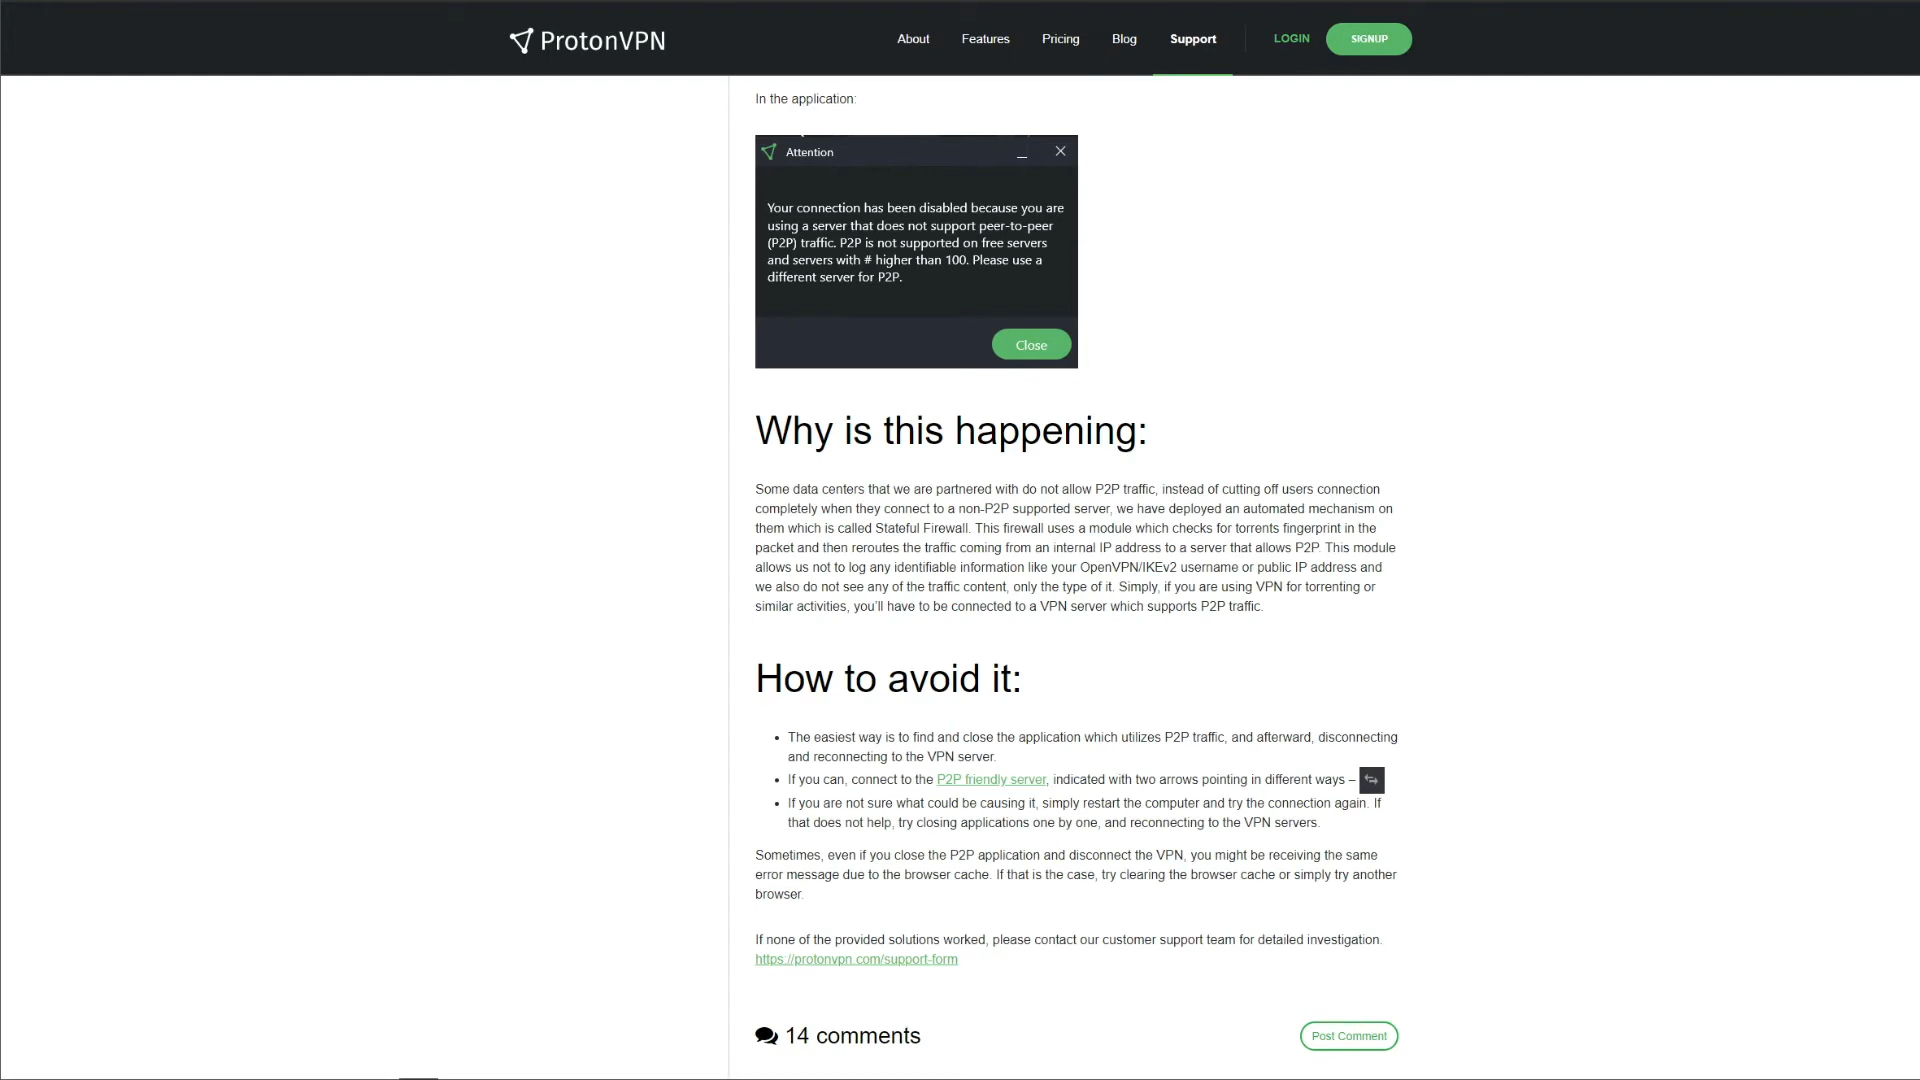 ProtonVPN
About Features Pricing Blog Support LOGIN SIGNUP
In the application:
Attention
Your connection has been disabled because you are
using a server that does not support peer-to-peer
(P2P) traffic. P2P is not supported on free servers
and servers with # higher than 100. Please use a
different server for P2P.
Close
Why is this happening:
Some data centers that we are partnered with do not allow P2P traffic, instead of cutting off users connection
completely when they connect to a non-P2P supported server, we have deployed an automated mechanism on
them which is called Stateful Firewall. This firewall uses a module which checks for torrents fingerprint in the
packet and then reroutes the traffic coming from an internal IP address to a server that allows P2P. This module
allows us not to log any identifiable information like your OpenVPN/IKEv2 username or public IP address and
we also do not see any of the traffic content, only the type of it. Simply, if you are using VPN for torrenting or
similar activities, you’ll have to be connected to a VPN server which supports P2P traffic.
How to avoid it:
• The easiest way is to find and close the application which utilizes P2P traffic, and afterward, disconnecting
and reconnecting to the VPN server.
• If you can, connect to the P2P friendly server, indicated with two arrows pointing in different ways –
• If you are not sure what could be causing it, simply restart the computer and try the connection again. If
that does not help, try closing applications one by one, and reconnecting to the VPN servers.
Sometimes, even if you close the P2P application and disconnect the VPN, you might be receiving the same
error message due to the browser cache. If that is the case, try clearing the browser cache or simply try another
browser.
If none of the provided solutions worked, please contact our customer support team for detailed investigation.
https://protonvpn.com/support-form
14 comments
Post Comment